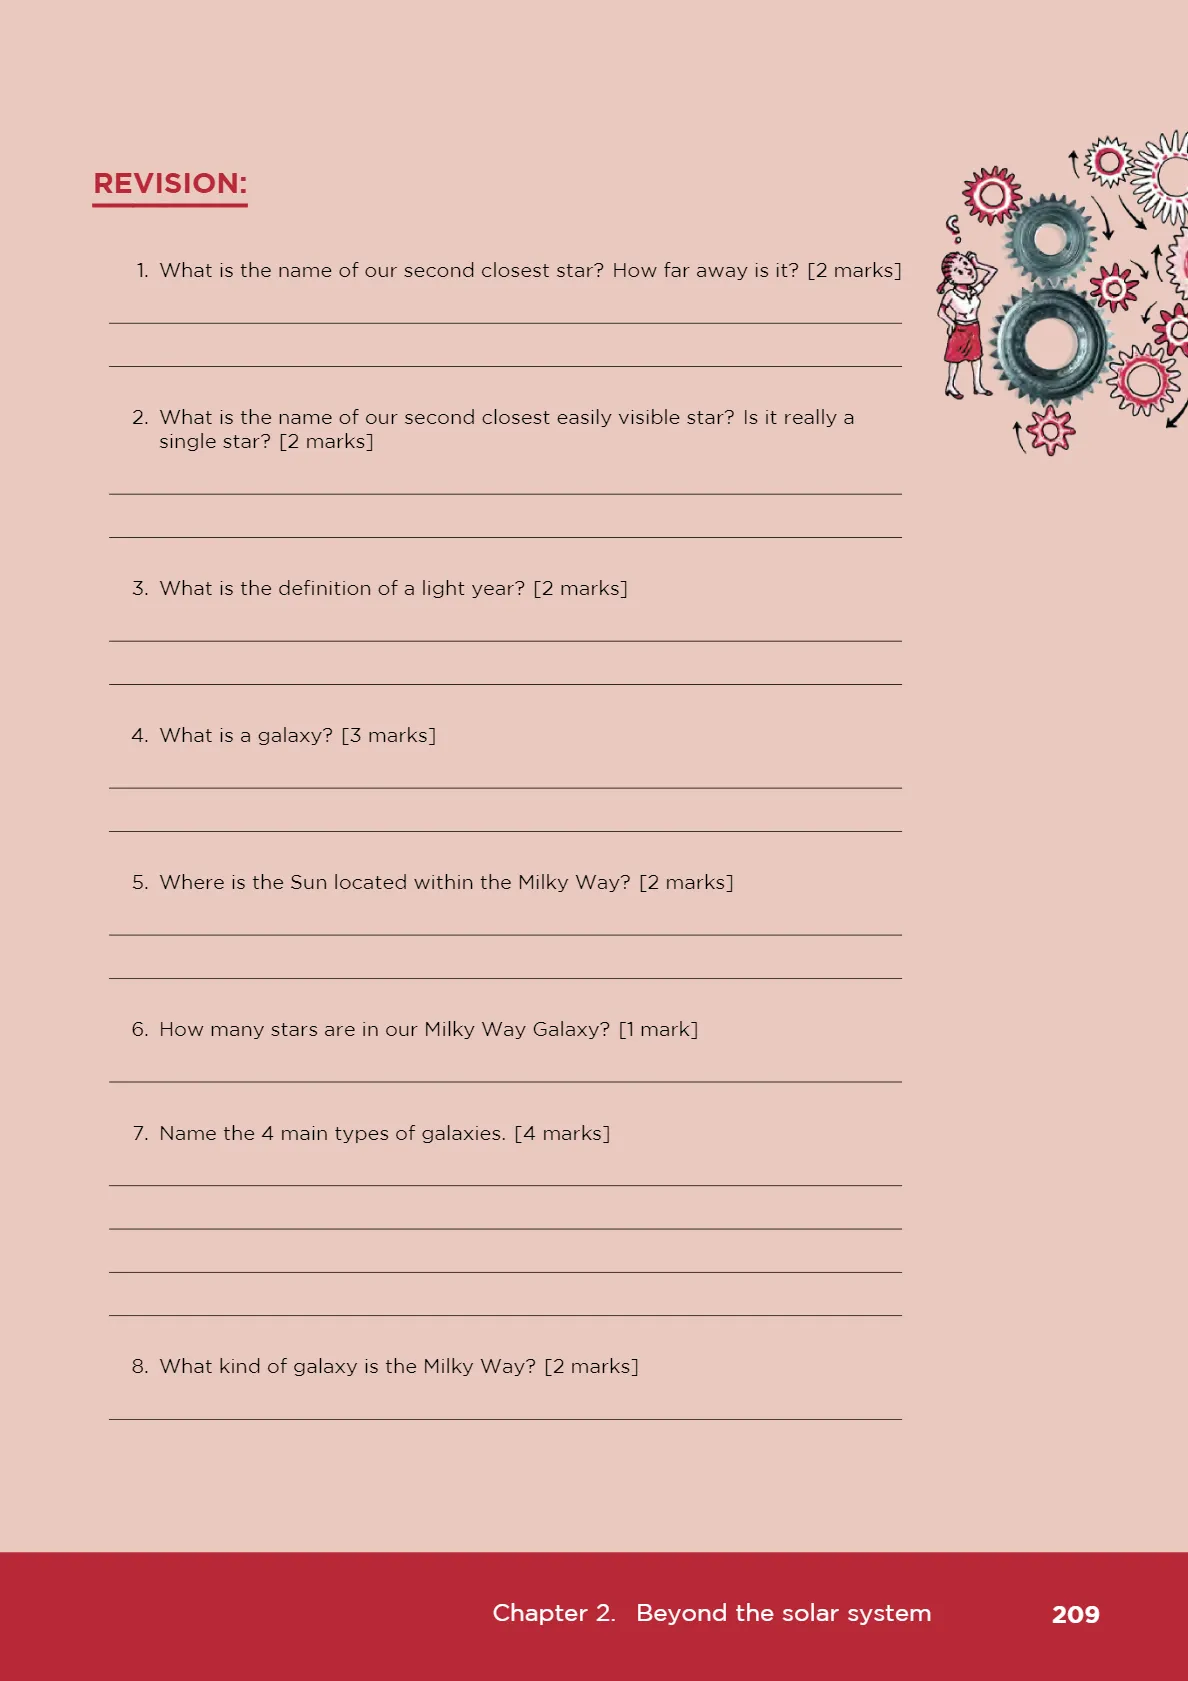 REVISION:
1. What is the name of our second closest star? How far away is it? [2 marks]
2. What is the name of our second closest easily visible star? Is it really a
single star? [2 marks]
3. What is the definition of a light year? [2 marks]
4. What is a galaxy? [3 marks]
5. Where is the Sun located within the Milky Way? [2 marks]
6. How many stars are in our Milky Way Galaxy? [1 mark]
7. Name the 4 main types of galaxies. [4 marks]
8. What kind of galaxy is the Milky Way? [2 marks]
Chapter 2. Beyond the solar system 209